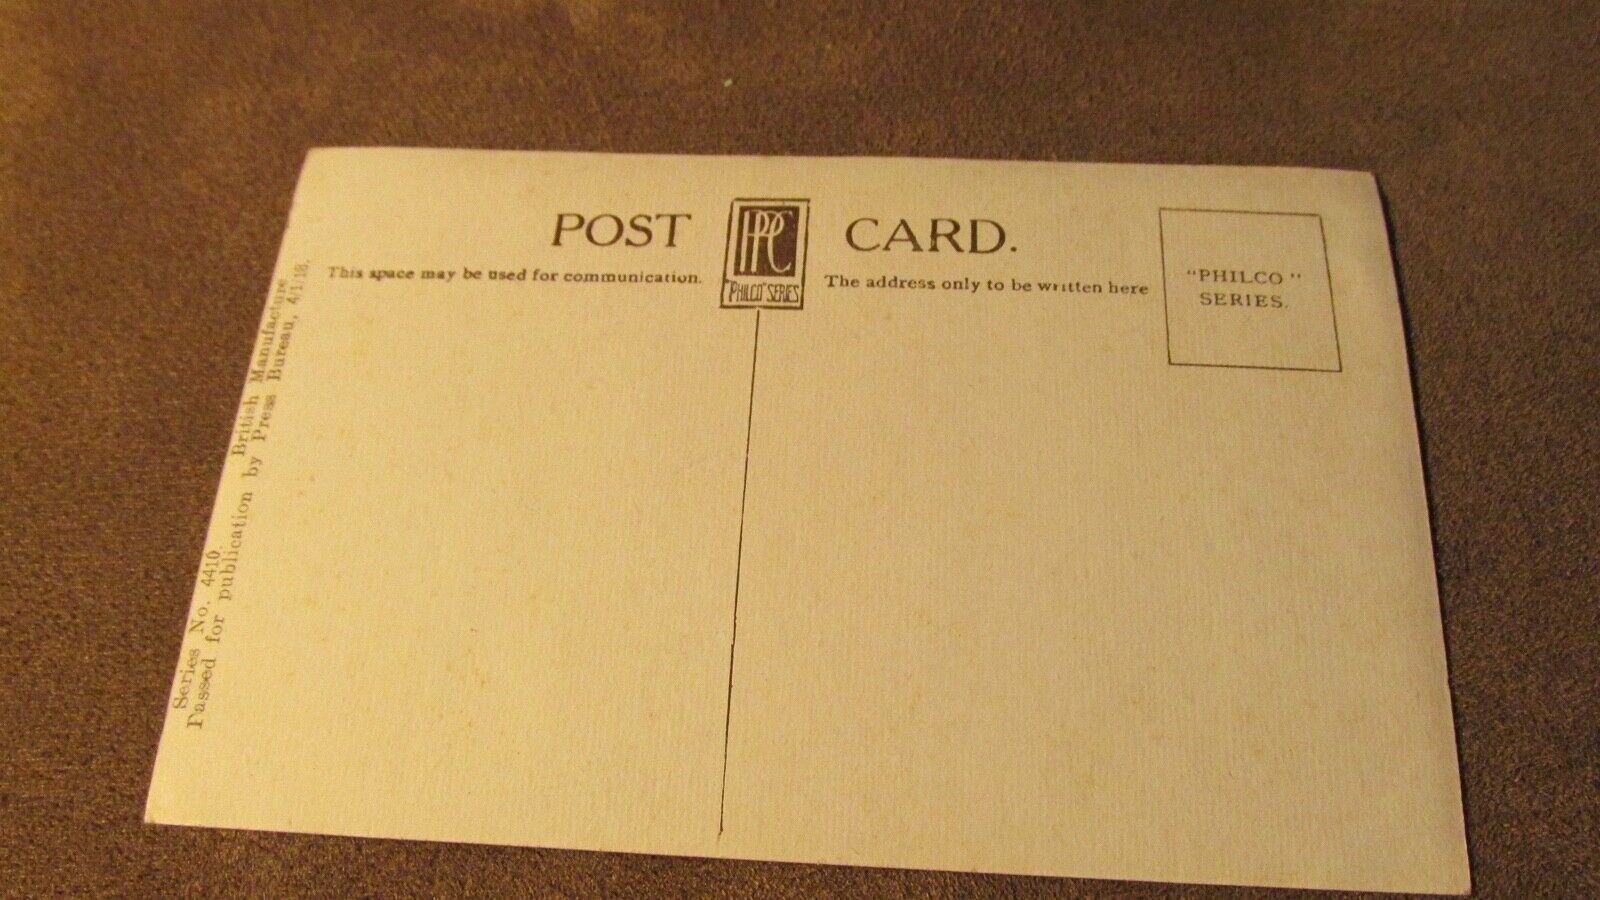 POST CARD.
PPC
"PHILCO" SERIES
This space may be used for communication.
The address only to be written here
"PHILCO"
SERIES.
Series No. 4410. British Manufacture
Passed for publication by Press Bureau, 4/1/18.